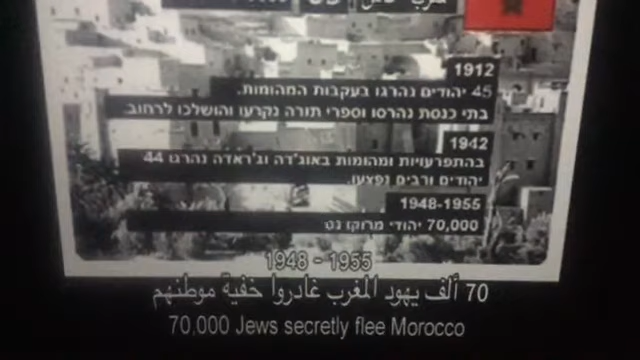 1912
45 יהודים נהרגו בעקבות המהומות.
בתי כנסת נהרסו וספרי תורה נקרעו והושלכו לרחוב.
1942
בהתפרעויות ומהומות באוג'דה וג'ראדה נהרגו 44
יהודים ורבים נפצעו.
1948-1955
70,000 יהודי מרוקו נס
1948 - 1955
70 ألف يهود المغرب غادروا خفية موطنهم
70,000 Jews secretly flee Morocco